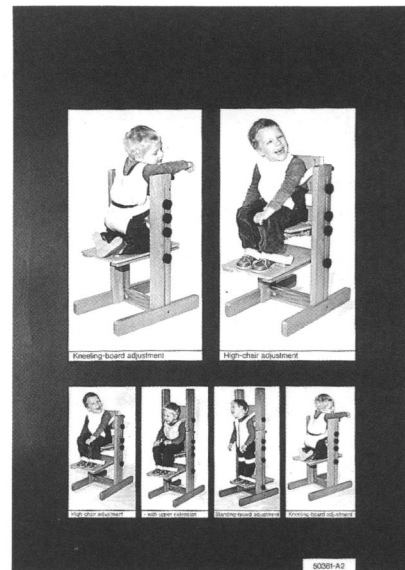 Kneeling-board adjustment
High-chair adjustment
High chair adjustment
- with upper extension
Standing-board adjustment
Kneeling-board adjustment
50361-A2